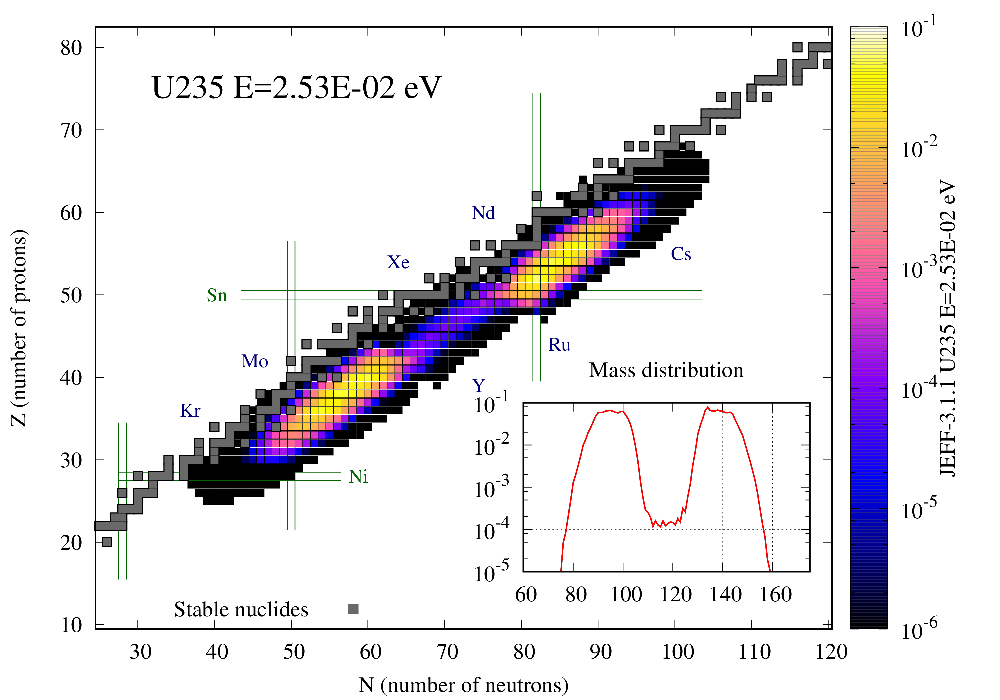 U235 E=2.53E-02 eV
Z (number of protons)
80
70
60
50
40
30
20
10
Nd
Xe
Cs
Sn
Mo
Ru
Y
Kr
Ni
Stable nuclides
30 40 50 60 70 80 90 100 110 120
N (number of neutrons)
Mass distribution
10^-1
10^-2
10^-3
10^-4
10^-5
60 80 100 120 140 160
10^-1
10^-2
10^-3
10^-4
10^-5
10^-6
JEFF-3.1.1 U235 E=2.53E-02 eV